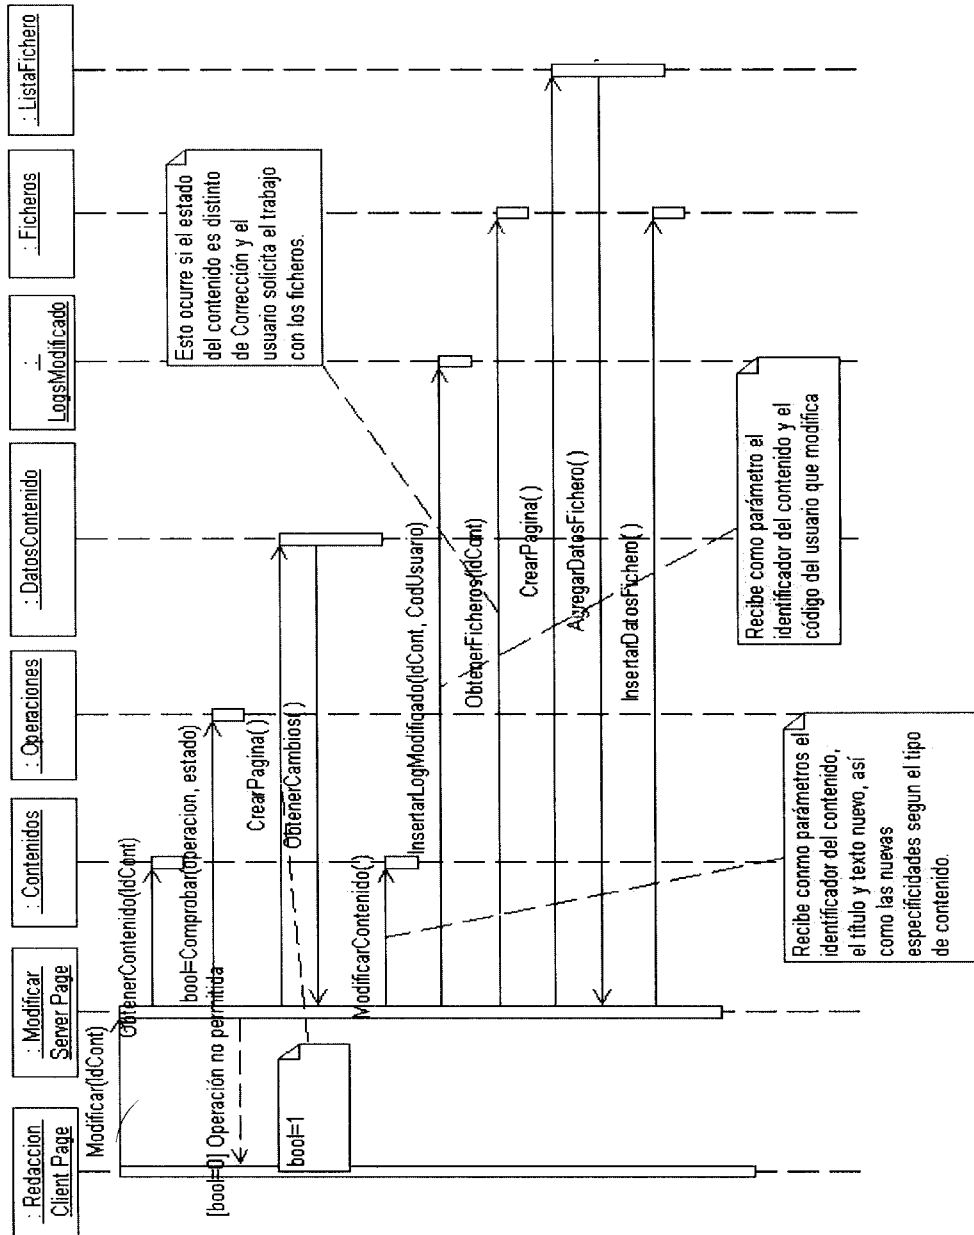 : Redaccion
Client Page
: Modificar
Server Page
: Contenidos
: Operaciones
: DatosContenido
:
LogsModificado
: Ficheros
: ListaFichero
Modificar(IdCont)
ObtenerContenido(IdCont)
bool=Comprobar(operacion, estado)
[bool=0] Operación no permitida
CrearPagina( )
ObtenerCambios( )
bool=1
ModificarContenido( )
InsertarLogModificado(IdCont, CodUsuario)
ObtenerFicheros(IdCont)
CrearPagina( )
AgregarDatosFichero( )
InsertarDatosFichero( )
Esto ocurre si el estado
del contenido es distinto
de Corrección y el
usuario solicita el trabajo
con los ficheros.
Recibe como parámetro el
identificador del contenido y el
código del usuario que modifica
Recibe conmo parámetros el
identificador del contenido,
el título y texto nuevo, así
como las nuevas
especificidades segun el tipo
de contenido.